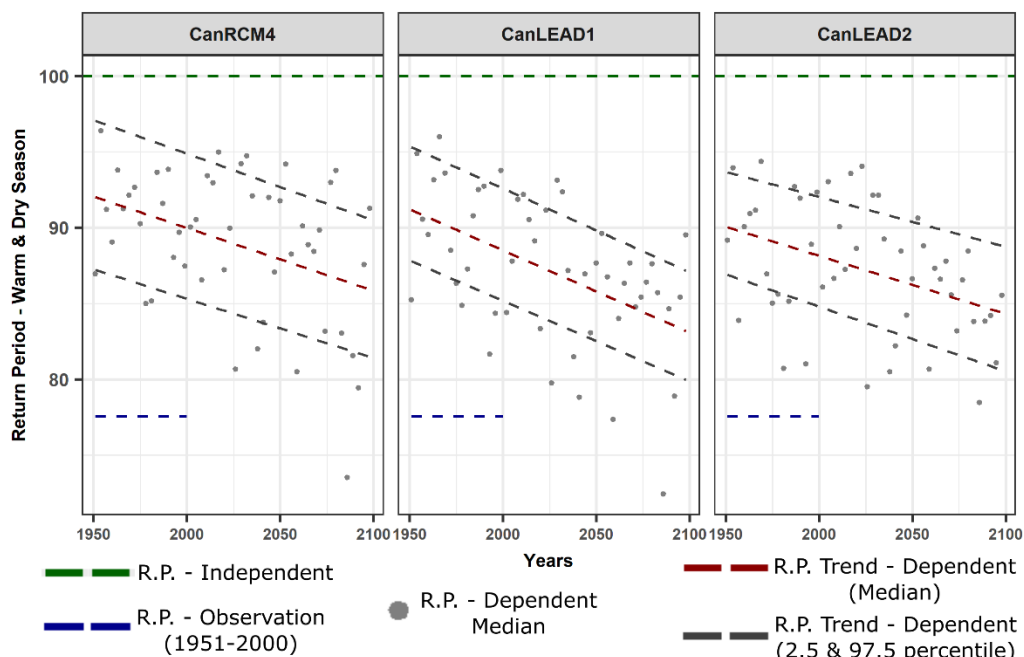 CanRCM4
CanLEAD1
CanLEAD2
Return Period - Warm & Dry Season
100
90
80
1950
2000
2050
2100
1950
2000
2050
2100
1950
2000
2050
2100
Years
R.P. - Independent
R.P. - Observation
(1951-2000)
R.P. - Dependent
Median
R.P. Trend - Dependent
(Median)
R.P. Trend - Dependent
(2.5 & 97.5 percentile)